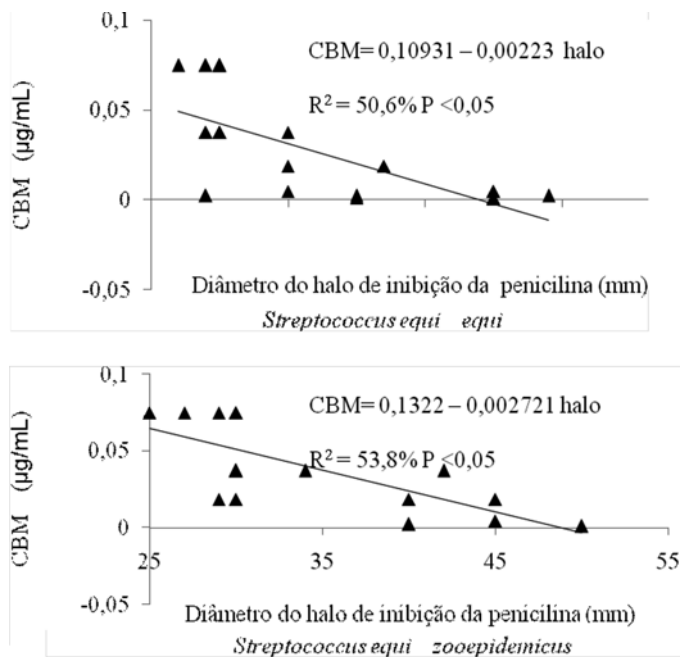 0,1
CBM= 0,10931 – 0,00223 halo
0,05
R² = 50,6% P <0,05
CBM (µg/mL)
0
-0,05
Diâmetro do halo de inibição da penicilina (mm)
Streptococcus equi equi
0,1
CBM= 0,1322 – 0,002721 halo
0,05
R² = 53,8% P <0,05
CBM (µg/mL)
0
25 35 45 55
-0,05
Diâmetro do halo de inibição da penicilina (mm)
Streptococcus equi zooepidemicus